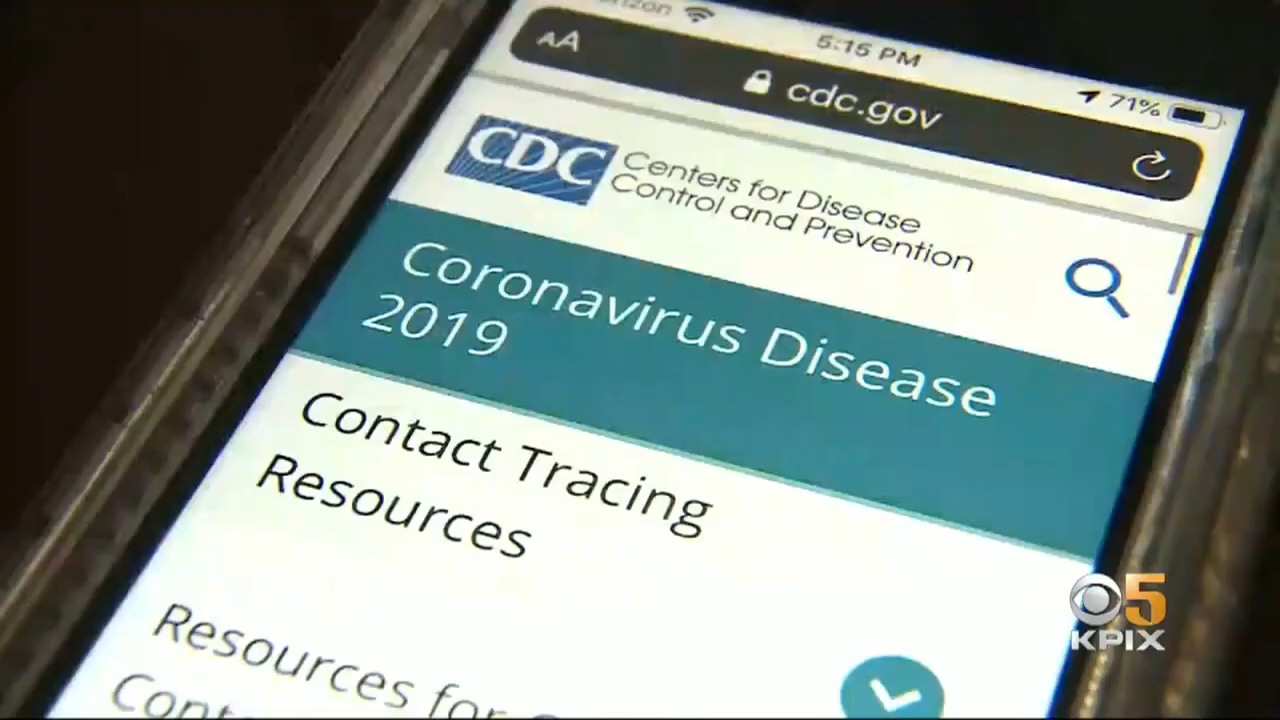 5:15 PM
71%
AA
cdc.gov
CDC
Centers for Disease
Control and Prevention
Coronavirus Disease
2019
Contact Tracing
Resources
Resources for
5
KPIX